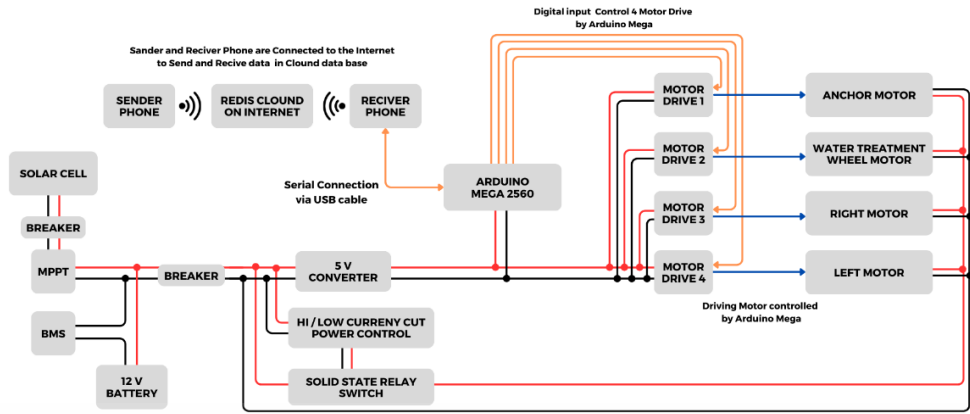 Digital input Control 4 Motor Drive
by Arduino Mega
Sander and Reciver Phone are Connected to the Internet
to Send and Recive data in Clound data base
SENDER
PHONE
REDIS CLOUND
ON INTERNET
RECIVER
PHONE
MOTOR
DRIVE 1
ANCHOR MOTOR
MOTOR
DRIVE 2
WATER TREATMENT
WHEEL MOTOR
SOLAR CELL
Serial Connection
via USB cable
ARDUINO
MEGA 2560
MOTOR
DRIVE 3
RIGHT MOTOR
BREAKER
MPPT
BREAKER
5 V
CONVERTER
MOTOR
DRIVE 4
LEFT MOTOR
Driving Motor controlled
by Arduino Mega
BMS
HI / LOW CURRENY CUT
POWER CONTROL
12 V
BATTERY
SOLID STATE RELAY
SWITCH